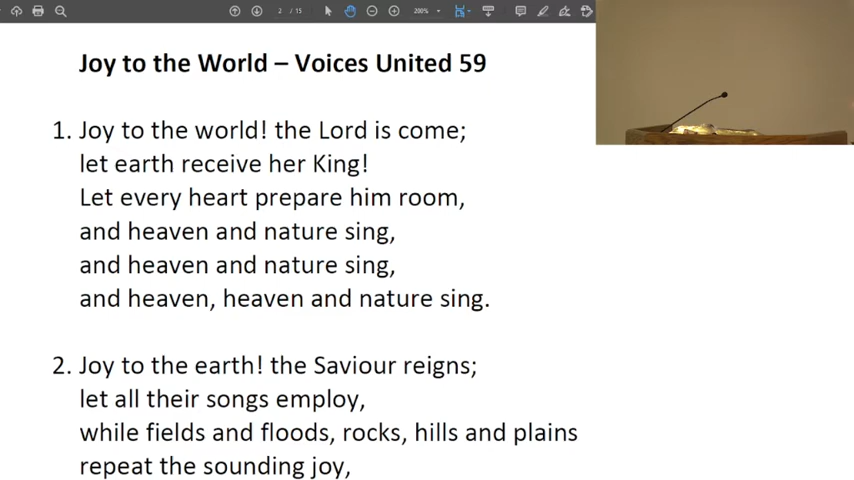 2 / 15
200%
Joy to the World – Voices United 59
1. Joy to the world! the Lord is come;
let earth receive her King!
Let every heart prepare him room,
and heaven and nature sing,
and heaven and nature sing,
and heaven, heaven and nature sing.
2. Joy to the earth! the Saviour reigns;
let all their songs employ,
while fields and floods, rocks, hills and plains
repeat the sounding joy,